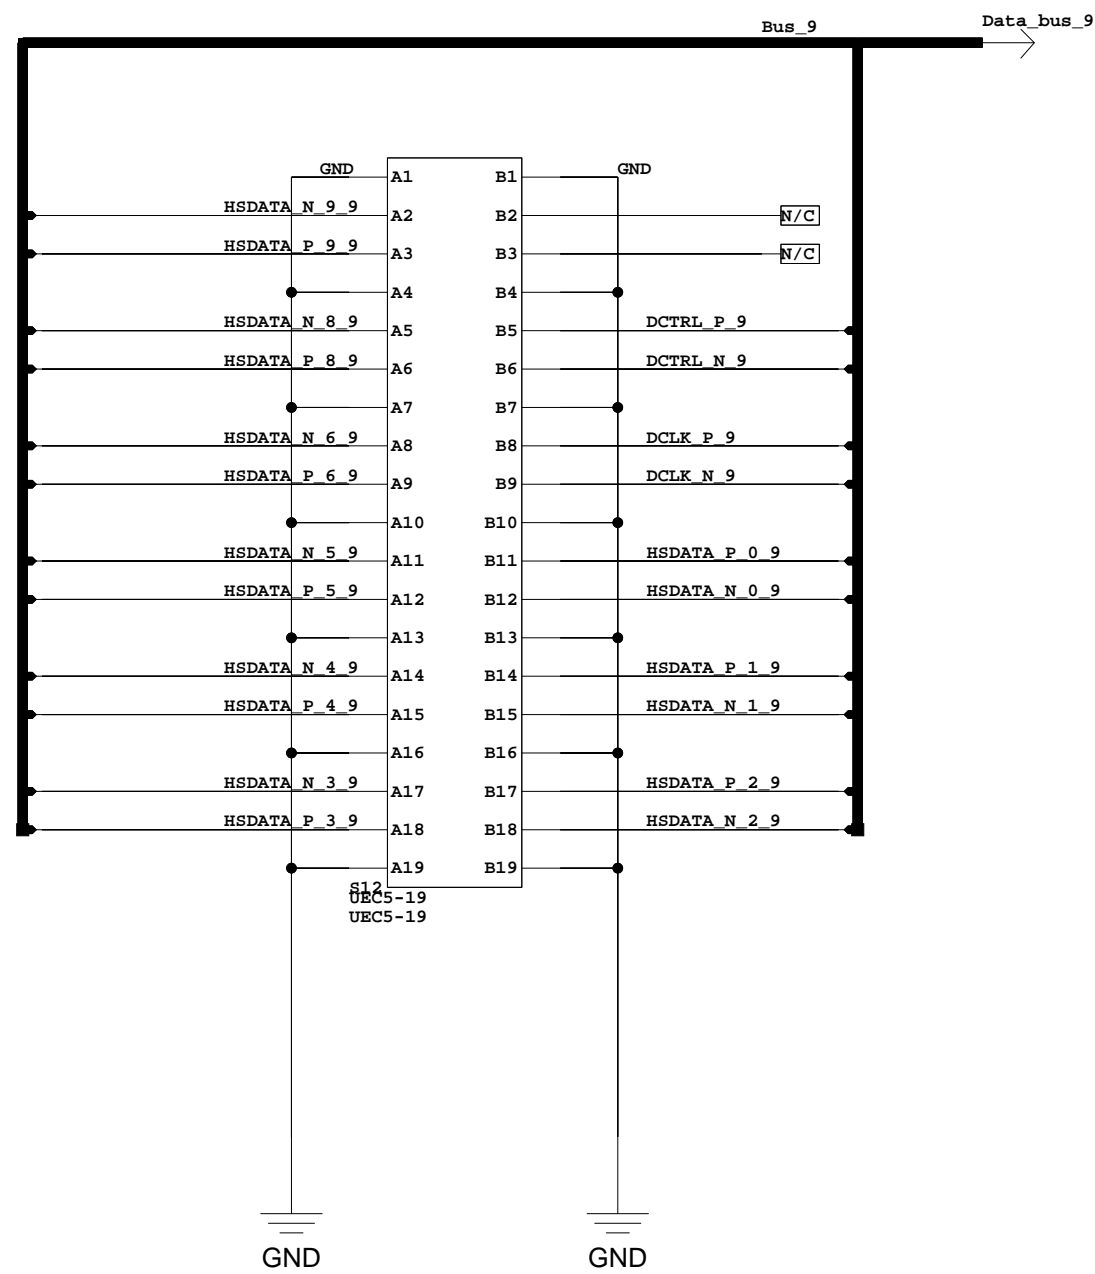 Data_bus_9
Bus_9
GND A1 B1 GND
HSDATA_N_9_9 A2 B2 N/C
HSDATA_P_9_9 A3 B3 N/C
A4 B4
HSDATA_N_8_9 A5 B5 DCTRL_P_9
HSDATA_P_8_9 A6 B6 DCTRL_N_9
A7 B7
HSDATA_N_6_9 A8 B8 DCLK_P_9
HSDATA_P_6_9 A9 B9 DCLK_N_9
A10 B10
HSDATA_N_5_9 A11 B11 HSDATA_P_0_9
HSDATA_P_5_9 A12 B12 HSDATA_N_0_9
A13 B13
HSDATA_N_4_9 A14 B14 HSDATA_P_1_9
HSDATA_P_4_9 A15 B15 HSDATA_N_1_9
A16 B16
HSDATA_N_3_9 A17 B17 HSDATA_P_2_9
HSDATA_P_3_9 A18 B18 HSDATA_N_2_9
A19 B19
S12
UEC5-19
UEC5-19
GND GND